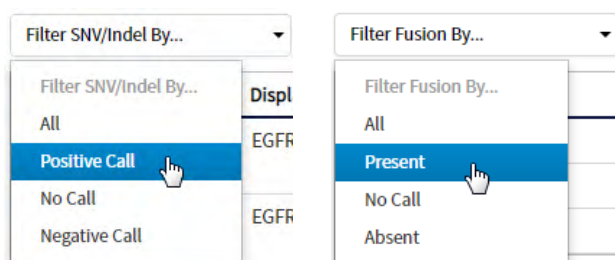 Filter SNV/Indel By...
Filter SNV/Indel By...
All
Positive Call
No Call
Negative Call
Displ
EGFR
EGFR
Filter Fusion By...
Filter Fusion By...
All
Present
No Call
Absent